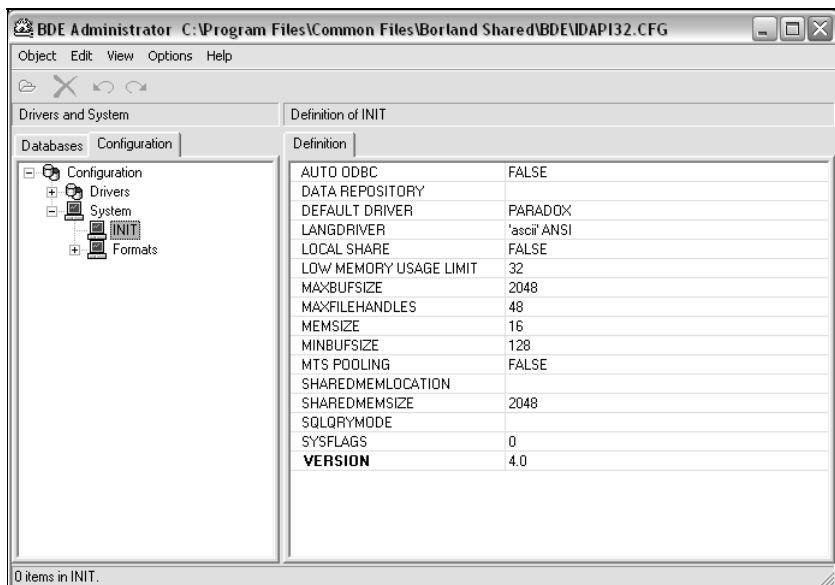 BDE Administrator C:\Program Files\Common Files\Borland Shared\BDE\IDAPI32.CFG
Object Edit View Options Help
Drivers and System
Definition of INIT
Databases Configuration
Definition
Configuration
Drivers
System
INIT
Formats
AUTO ODBC FALSE
DATA REPOSITORY
DEFAULT DRIVER PARADOX
LANGDRIVER 'ascii' ANSI
LOCAL SHARE FALSE
LOW MEMORY USAGE LIMIT 32
MAXBUFSIZE 2048
MAXFILEHANDLES 48
MEMSIZE 16
MINBUFSIZE 128
MTS POOLING FALSE
SHAREDMEMLOCATION
SHAREDMEMSIZE 2048
SQLQRYMODE
SYSFLAGS 0
VERSION 4.0
0 items in INIT.